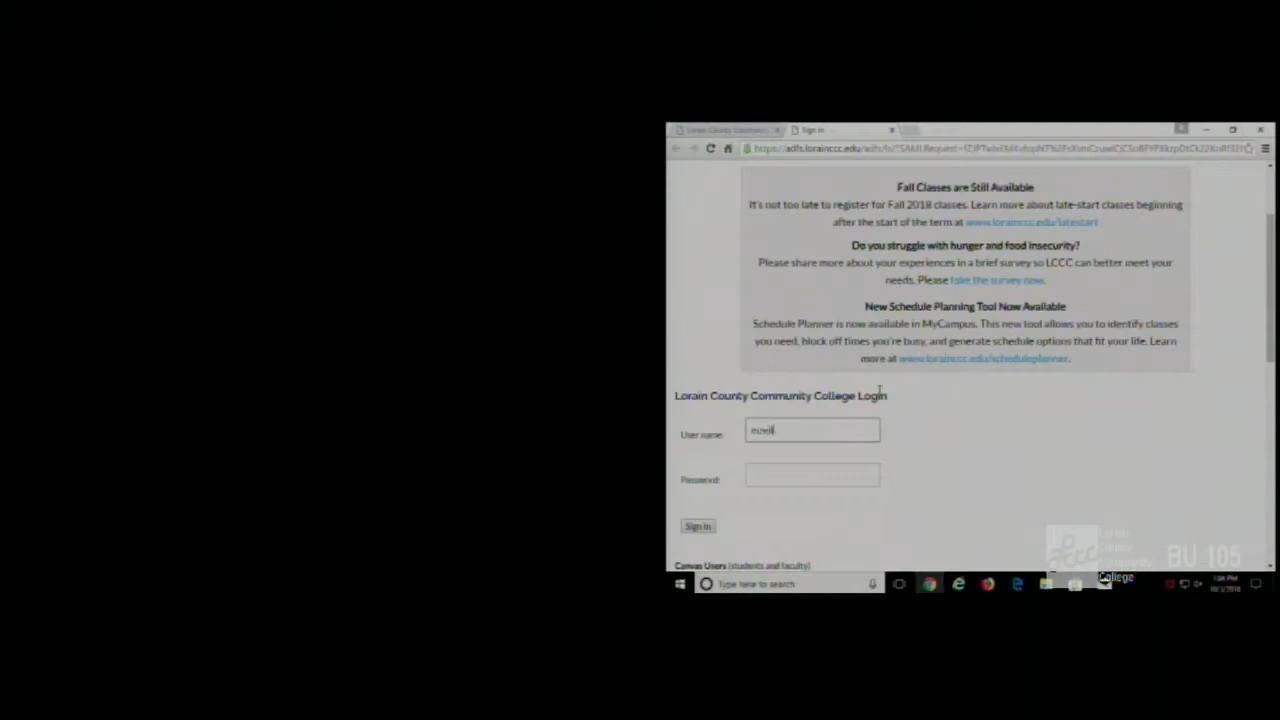 Sign in
Fall Classes are Still Available
It's not too late to register for Fall 2018 classes. Learn more about late-start classes beginning
after the start of the term at www.lorainccc.edu/latestart
Do you struggle with hunger and food insecurity?
Please share more about your experiences in a brief survey so LCCC can better meet your
needs. Please take the survey now.
New Schedule Planning Tool Now Available
Schedule Planner is now available in MyCampus. This new tool allows you to identify classes
you need, block off times you're busy, and generate schedule options that fit your life. Learn
more at www.lorainccc.edu/scheduleplanner.
Lorain County Community College Login
User name:
Password:
Sign in
Canvas Users (students and faculty)
BU 105
College
Type here to search